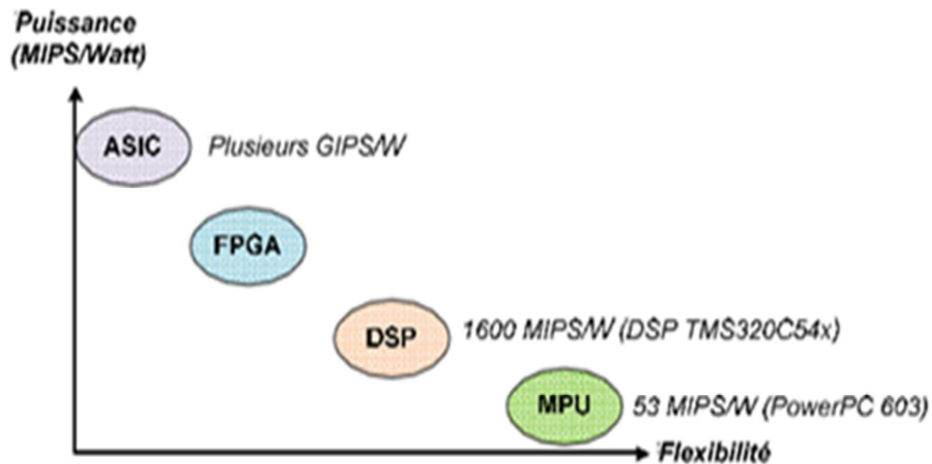 Puissance
(MIPS/Watt)
ASIC Plusieurs GIPS/W
FPGA
DSP 1600 MIPS/W (DSP TMS320C54x)
MPU 53 MIPS/W (PowerPC 603)
Flexibilité